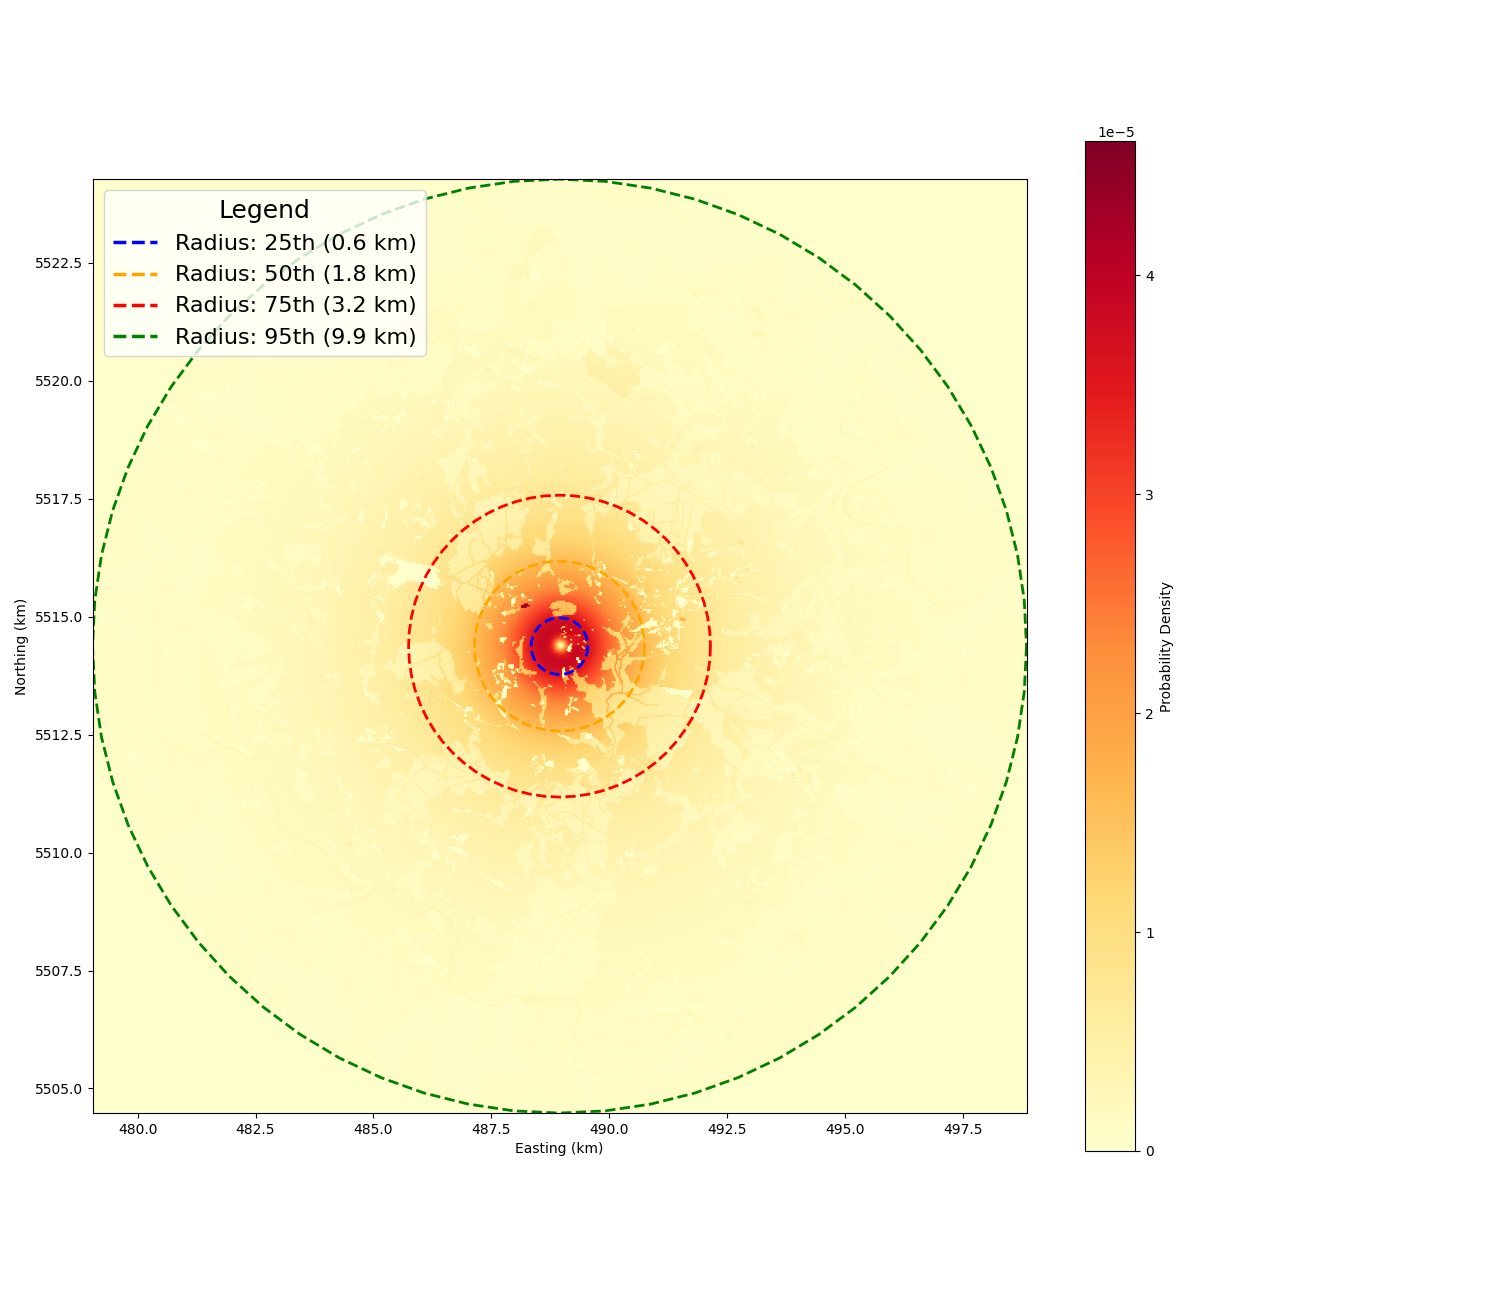 1e−5
Legend
Radius: 25th (0.6 km)
Radius: 50th (1.8 km)
Radius: 75th (3.2 km)
Radius: 95th (9.9 km)
5522.5
5520.0
5517.5
5515.0
5512.5
5510.0
5507.5
5505.0
Northing (km)
480.0
482.5
485.0
487.5
490.0
492.5
495.0
497.5
Easting (km)
4
3
2
1
0
Probability Density